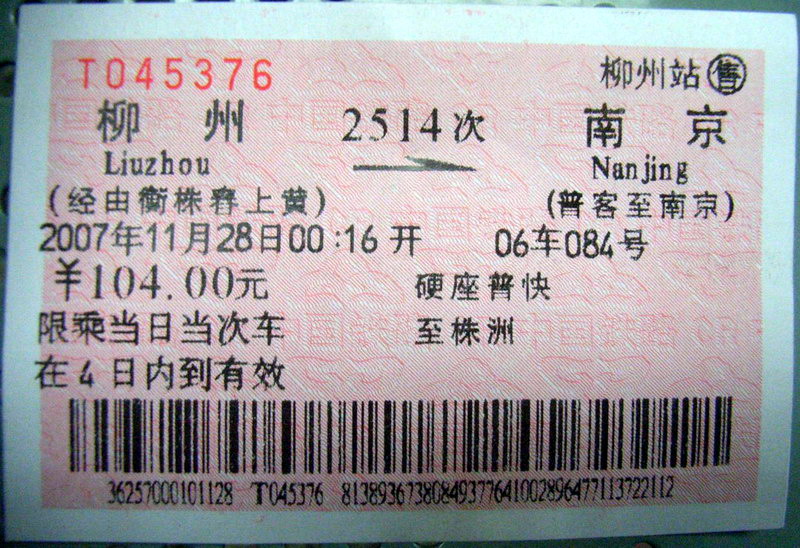 T045376 柳州站 售
柳州 2514次 南京
Liuzhou Nanjing
(经由衡株醴上黄) (普客至南京)
2007年11月28日00:16开 06车084号
¥104.00元 硬座普快
限乘当日当次车 至株洲
在4日内到有效
36257000101128 T045376 8138936738084937764100289647711372​2112